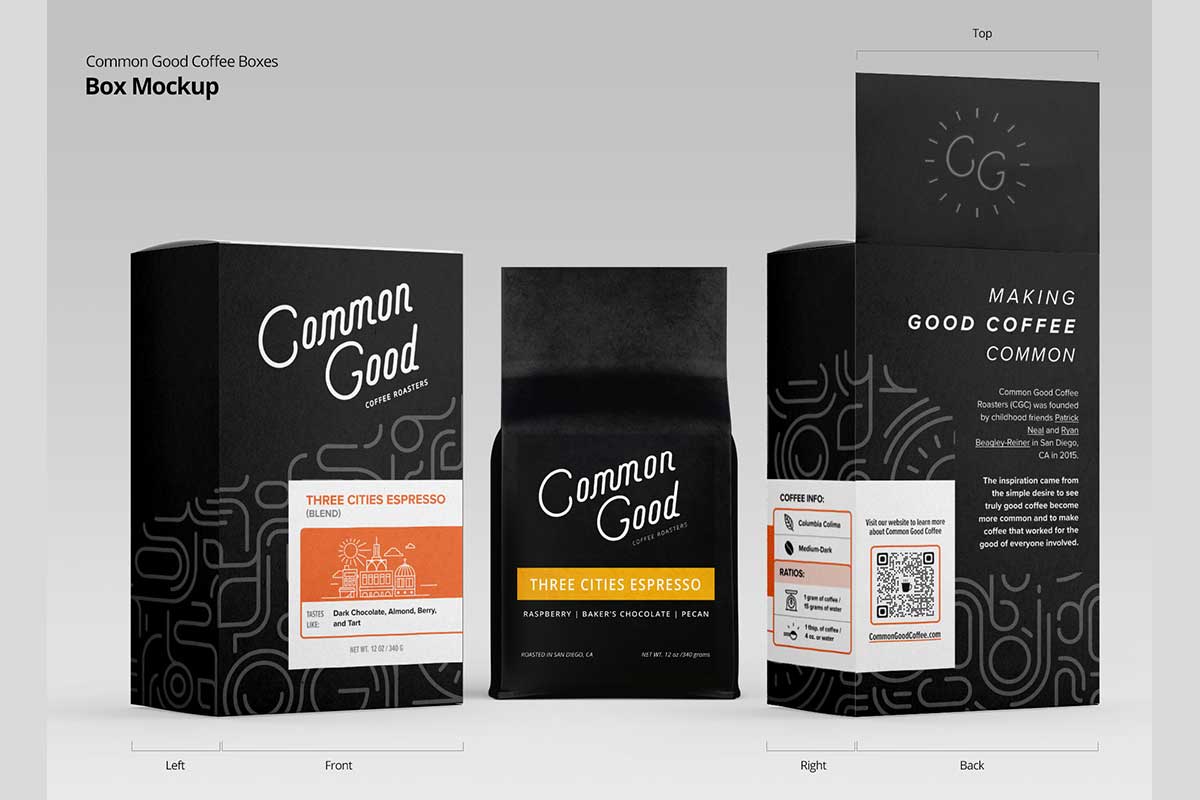 Common Good Coffee Boxes
Box Mockup
Top
CG
Common
Good
COFFEE ROASTERS
THREE CITIES ESPRESSO
(BLEND)
TASTES
LIKE:
Dark Chocolate, Almond, Berry,
and Tart
NET WT. 12 OZ / 340 G
Common
Good
COFFEE ROASTERS
THREE CITIES ESPRESSO
RASPBERRY | BAKER'S CHOCOLATE | PECAN
ROASTED IN SAN DIEGO, CA
NET WT. 12 oz /340 grams
MAKING
GOOD COFFEE
COMMON
Common Good Coffee
Roasters (CGC) was founded
by childhood friends Patrick
Neal and Ryan
Beagley-Reiner in San Diego,
CA in 2015.
The inspiration came from
the simple desire to see
truly good coffee become
more common and to make
coffee that worked for the
good of everyone involved.
COFFEE INFO:
Columbia Colima
Medium-Dark
RATIOS:
1 gram of coffee /
15 grams of water
1 tbsp. of coffee /
4 oz. or water
Visit our website to learn more
about Common Good Coffee
CommonGoodCoffee.com
Left
Front
Right
Back